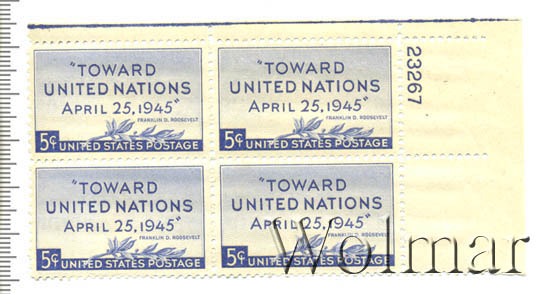 "TOWARD
UNITED NATIONS
APRIL 25, 1945"
FRANKLIN D. ROOSEVELT
5¢ UNITED STATES POSTAGE
"TOWARD
UNITED NATIONS
APRIL 25, 1945"
FRANKLIN D. ROOSEVELT
5¢ UNITED STATES POSTAGE
23267
"TOWARD
UNITED NATIONS
APRIL 25, 1945"
FRANKLIN D. ROOSEVELT
5¢ UNITED STATES POSTAGE
"TOWARD
UNITED NATIONS
APRIL 25, 1945"
FRANKLIN D. ROOSEVELT
5¢ UNITED STATES POSTAGE
Wolmar